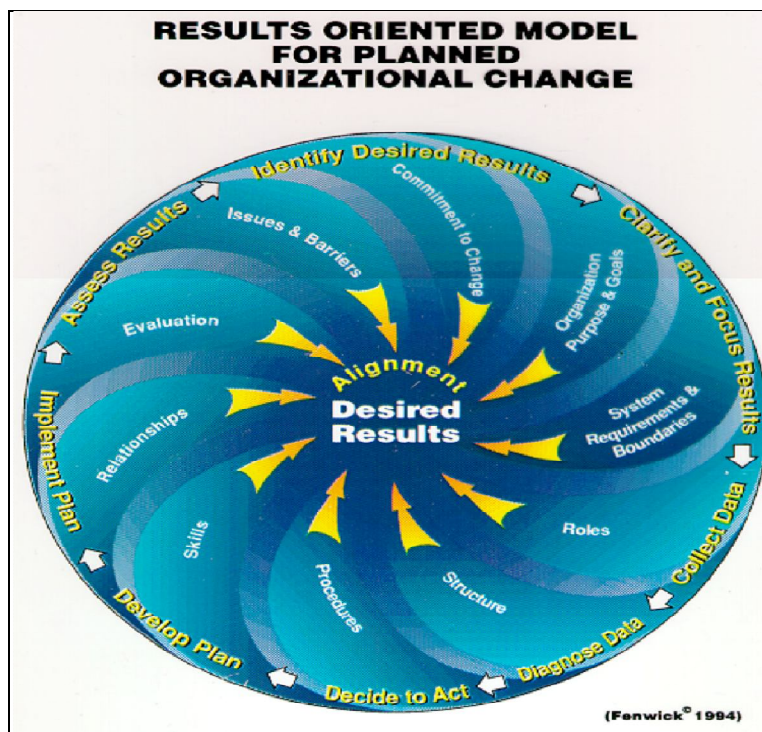 RESULTS ORIENTED MODEL
FOR PLANNED
ORGANIZATIONAL CHANGE
Identify Desired Results
Clarify and Focus Results
Collect Data
Diagnose Data
Decide to Act
Develop Plan
Implement Plan
Assess Results
Commitment to Change
Organization
Purpose & Goals
System
Requirements &
Boundaries
Roles
Structure
Procedures
Skills
Relationships
Evaluation
Issues & Barriers
Alignment
Desired
Results
(Fenwick© 1994)